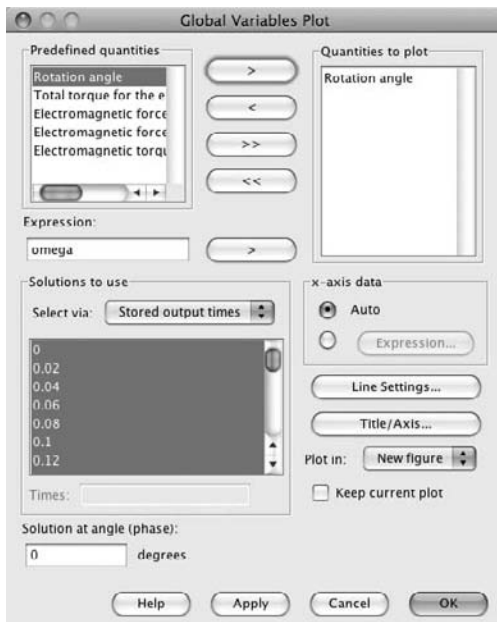 Global Variables Plot
Predefined quantities
Rotation angle
Total torque for the e
Electromagnetic force
Electromagnetic force
Electromagnetic torqu
>
<
>>
<<
Quantities to plot
Rotation angle
Expression:
omega
>
Solutions to use
Select via:
Stored output times
0
0.02
0.04
0.06
0.08
0.1
0.12
Times:
x-axis data
Auto
Expression...
Line Settings...
Title/Axis...
Plot in:
New figure
Keep current plot
Solution at angle (phase):
0
degrees
Help
Apply
Cancel
OK